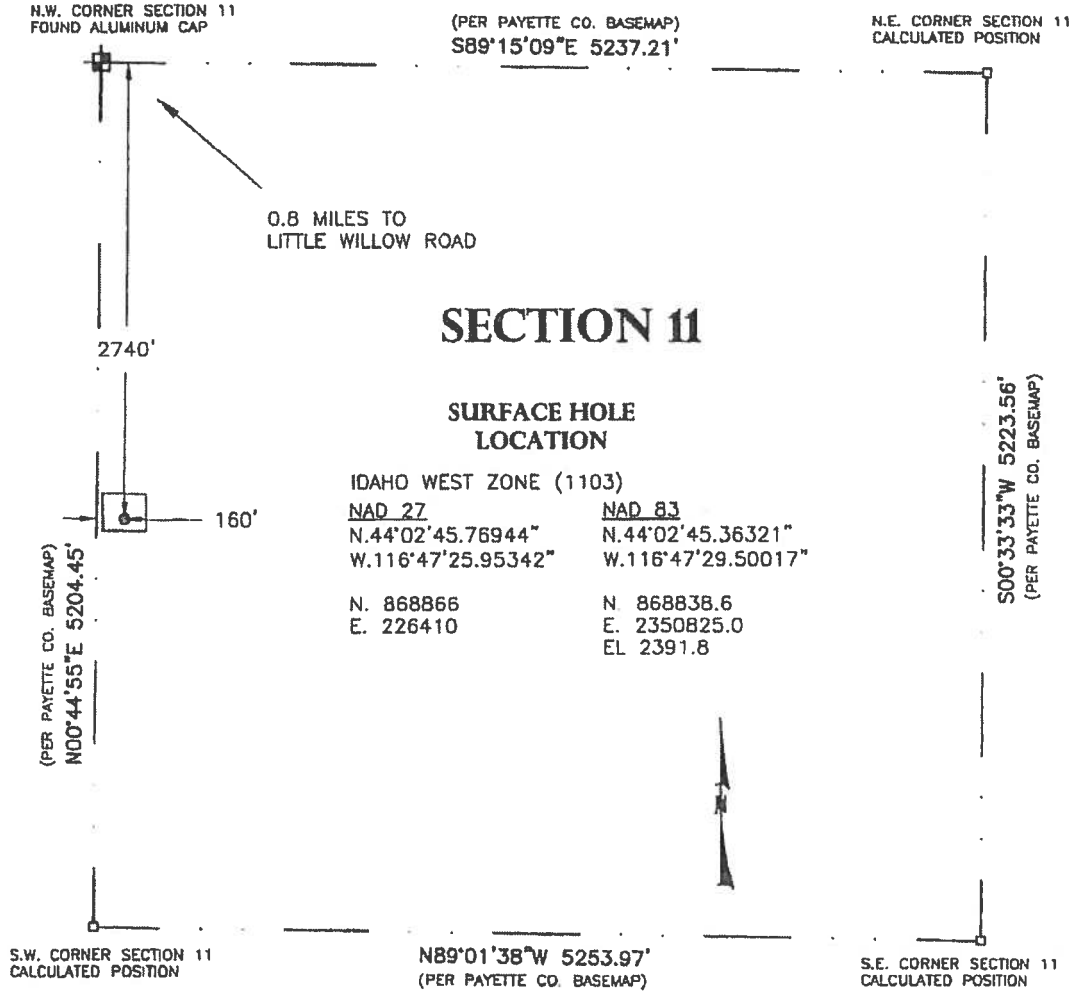 N.W. CORNER SECTION 11
FOUND ALUMINUM CAP
(PER PAYETTE CO. BASEMAP)
S89°15'09"E 5237.21'
N.E. CORNER SECTION 11
CALCULATED POSITION
0.8 MILES TO
LITTLE WILLOW ROAD
2740'
SECTION 11
SURFACE HOLE
LOCATION
IDAHO WEST ZONE (1103)
NAD 27
N.44°02'45.76944"
W.116°47'25.95342"
N. 868866
E. 226410
NAD 83
N.44°02'45.36321"
W.116°47'29.50017"
N 868838.6
E. 2350825.0
EL 2391.8
160'
(PER PAYETTE CO. BASEMAP)
N00°44'55"E 5204.45'
S00°33'33"W 5223.56'
(PER PAYETTE CO. BASEMAP)
N
S.W. CORNER SECTION 11
CALCULATED POSITION
N89°01'38"W 5253.97'
(PER PAYETTE CO. BASEMAP)
S.E. CORNER SECTION 11
CALCULATED POSITION